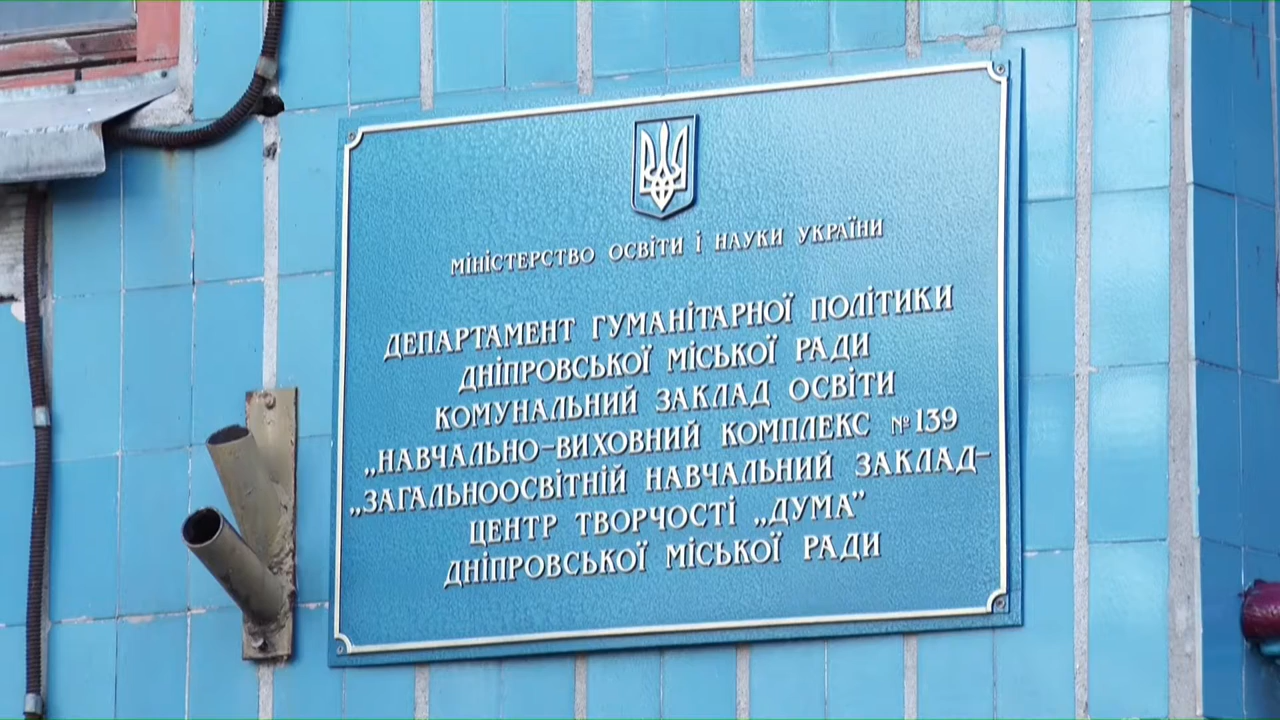 МІНІСТЕРСТВО ОСВІТИ І НАУКИ УКРАЇНИ
ДЕПАРТАМЕНТ ГУМАНІТАРНОЇ ПОЛІТИКИ
ДНІПРОВСЬКОЇ МІСЬКОЇ РАДИ
КОМУНАЛЬНИЙ ЗАКЛАД ОСВІТИ
„НАВЧАЛЬНО-ВИХОВНИЙ КОМПЛЕКС №139
„ЗАГАЛЬНООСВІТНІЙ НАВЧАЛЬНИЙ ЗАКЛАД-
ЦЕНТР ТВОРЧОСТІ „ДУМА”
ДНІПРОВСЬКОЇ МІСЬКОЇ РАДИ